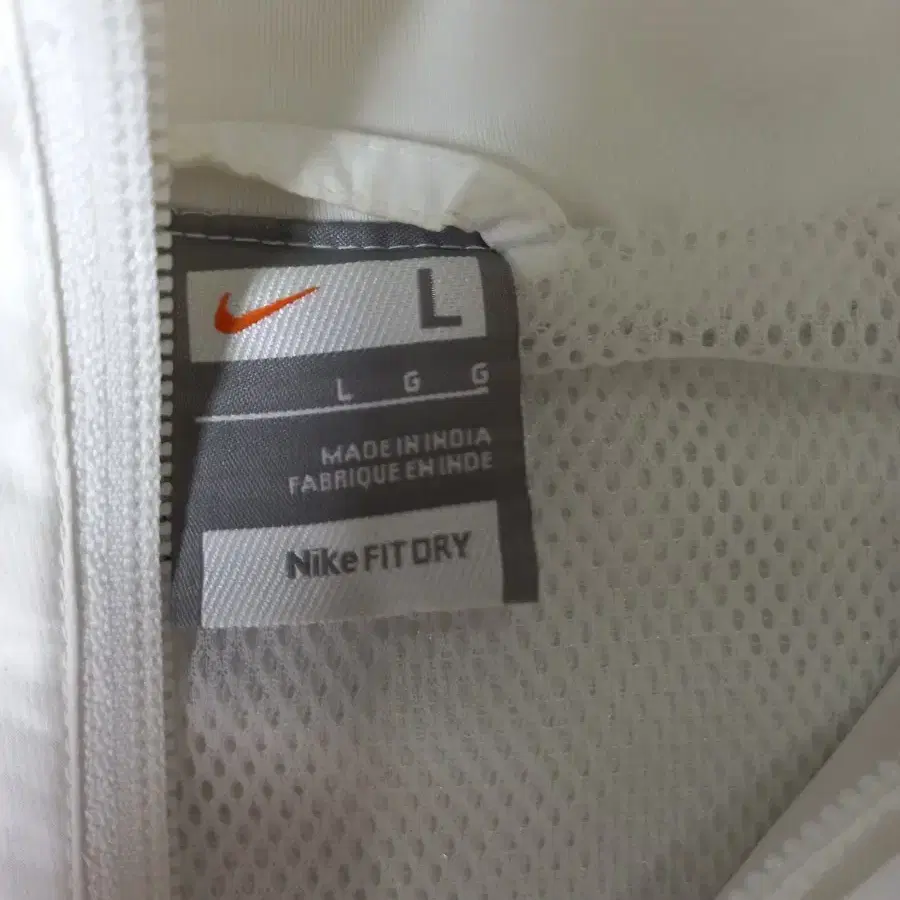 L
L G G
MADE IN INDIA
FABRIQUE EN INDE
Nike FIT DRY